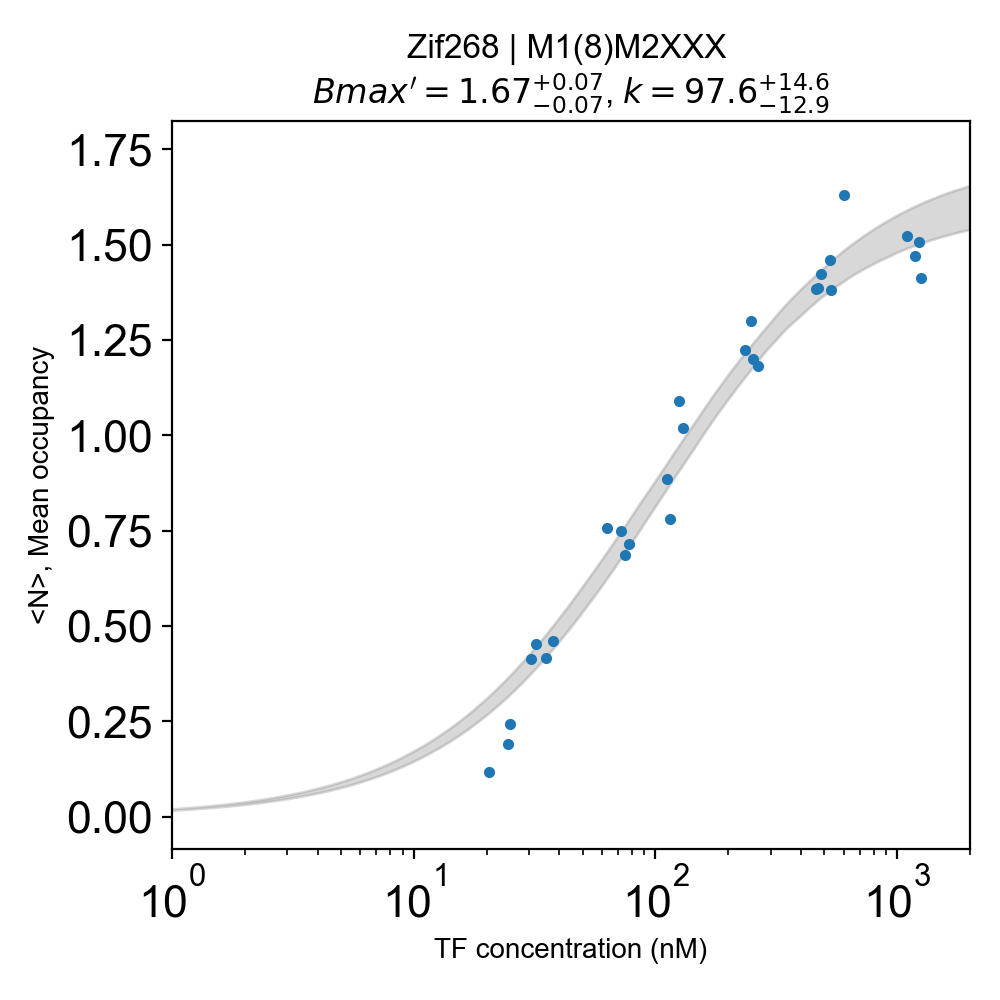 Zif268 | M1(8)M2XXX
Bmax′ = 1.67 +0.07 −0.07, k = 97.6 +14.6 −12.9
1.75
1.50
1.25
1.00
0.75
0.50
0.25
0.00
<N>, Mean occupancy
10^0 10^1 10^2 10^3
TF concentration (nM)